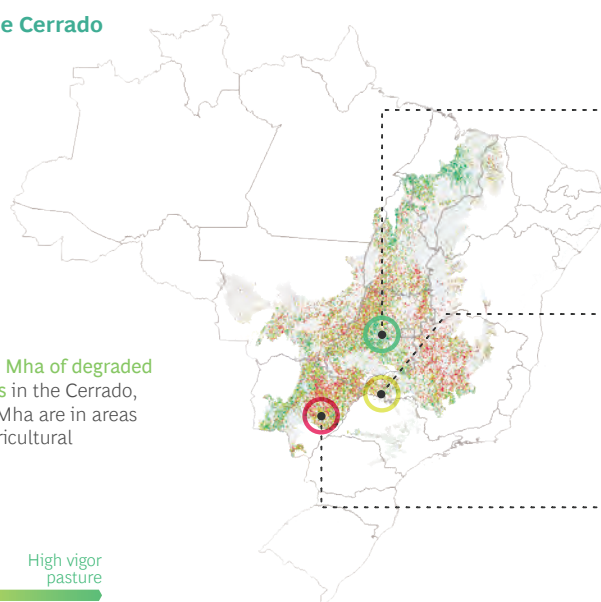 e Cerrado
Mha of degraded
s in the Cerrado,
Mha are in areas
ricultural
High vigor
pasture